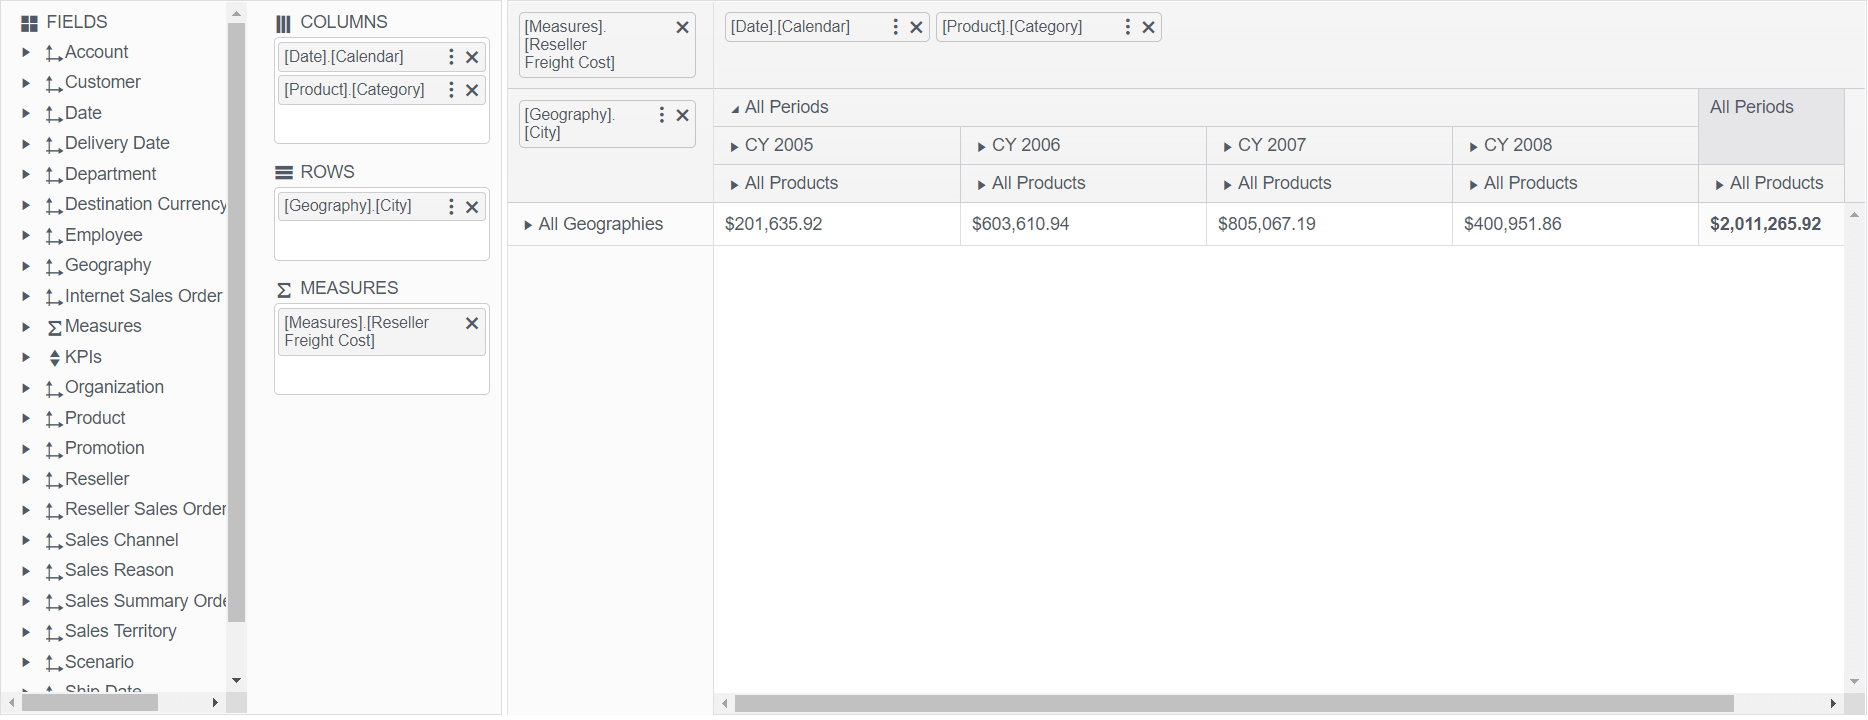 FIELDS
Account
Customer
Date
Delivery Date
Department
Destination Currency
Employee
Geography
Internet Sales Order
Measures
KPIs
Organization
Product
Promotion
Reseller
Reseller Sales Order
Sales Channel
Sales Reason
Sales Summary Orde
Sales Territory
Scenario
Ship Date
COLUMNS
[Date].[Calendar]
[Product].[Category]
ROWS
[Geography].[City]
MEASURES
[Measures].[Reseller
Freight Cost]
[Measures].
[Reseller
Freight Cost]
[Date].[Calendar] [Product].[Category]
[Geography].
[City]
All Periods All Periods
CY 2005 CY 2006 CY 2007 CY 2008
All Products All Products All Products All Products All Products
All Geographies $201,635.92 $603,610.94 $805,067.19 $400,951.86 $2,011,265.92